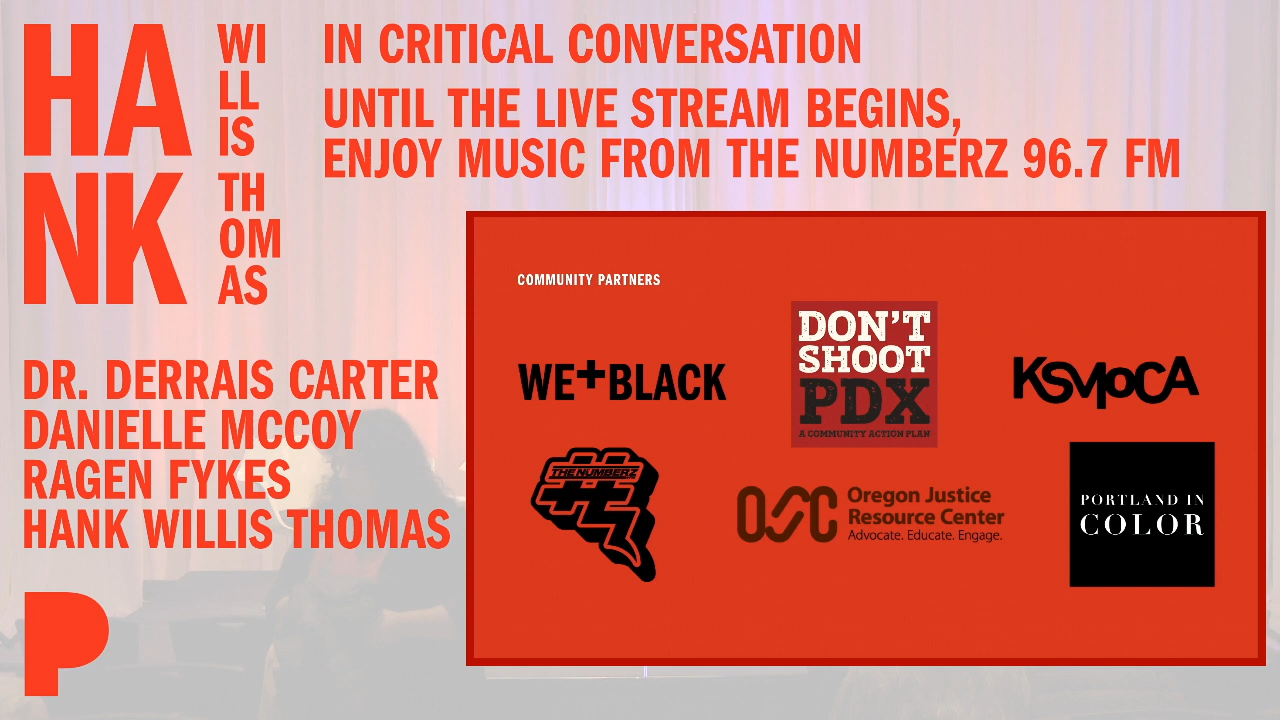 HA
NK
WI
LL
IS
TH
OM
AS
IN CRITICAL CONVERSATION
UNTIL THE LIVE STREAM BEGINS,
ENJOY MUSIC FROM THE NUMBERZ 96.7 FM
DR. DERRAIS CARTER
DANIELLE MCCOY
RAGEN FYKES
HANK WILLIS THOMAS
P
COMMUNITY PARTNERS
WE+BLACK
DON'T
SHOOT
PDX
A COMMUNITY ACTION PLAN
KSMoCA
THE NUMBERZ
OJRC
Oregon Justice
Resource Center
Advocate. Educate. Engage.
PORTLAND IN
COLOR